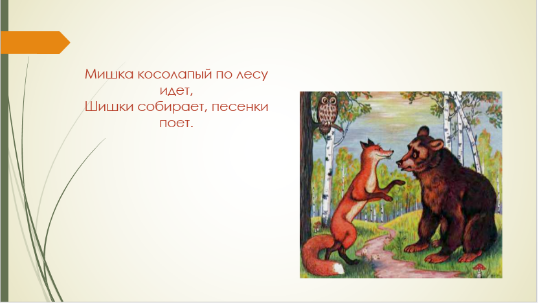 Мишка косолапый по лесу
идет,
Шишки собирает, песенки
поет.